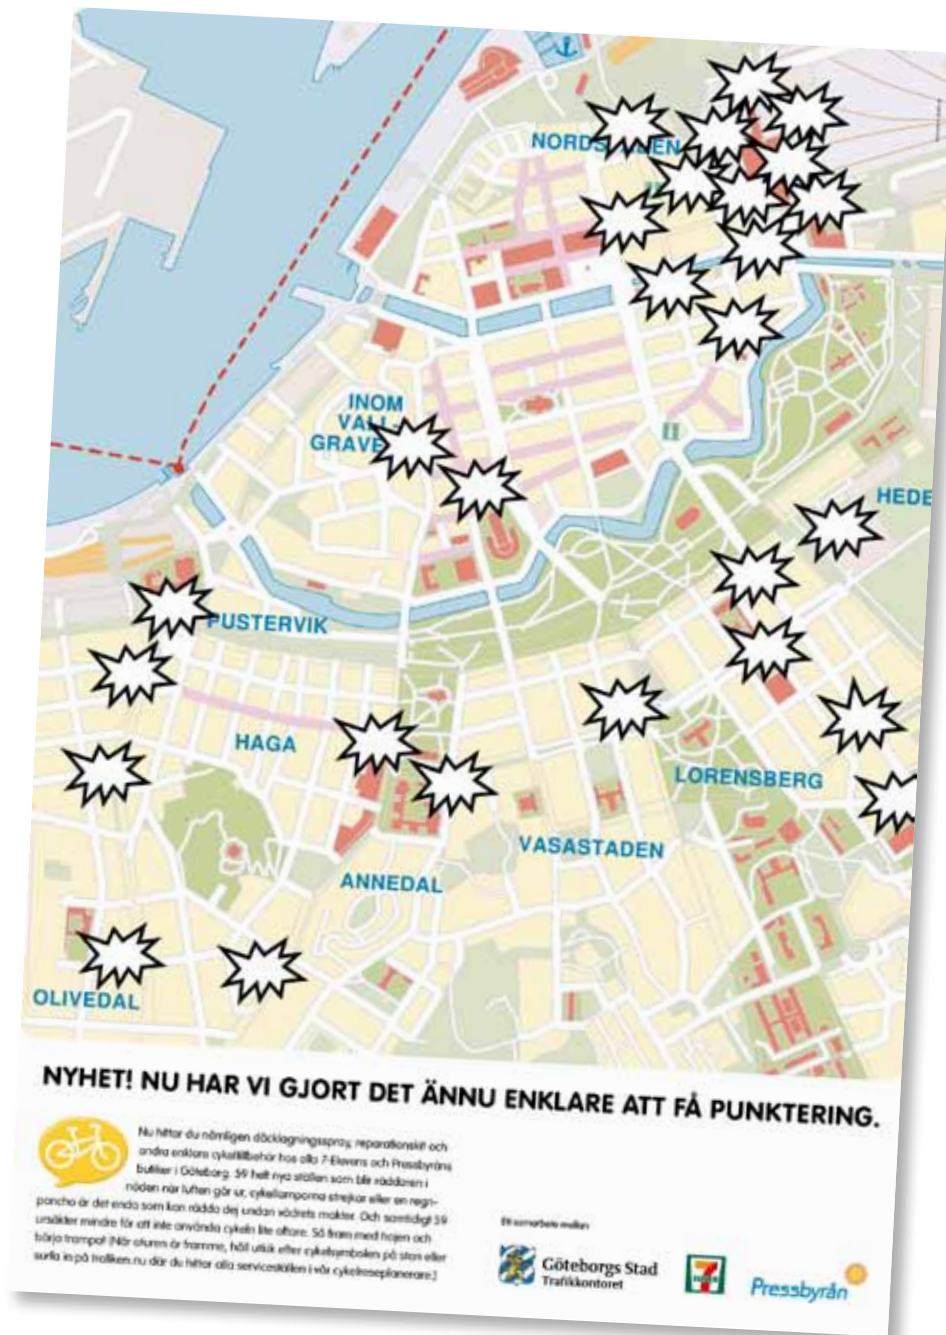 NORDS DEN
INOM
VALL-
GRAVE
HEDE
PUSTERVIK
HAGA
LORENSBERG
VASASTADEN
ANNEDAL
OLIVEDAL
NYHET! NU HAR VI GJORT DET ÄNNU ENKLARE ATT FÅ PUNKTERING.
Nu hittar du nämligen däcklagningsspray, reparationskit och
andra enklare cykeltillbehör hos alla 7-Elevens och Pressbyråns
butiker i Göteborg. 59 helt nya ställen som blir räddaren i
nöden när luften går ur, cykellamporna strejkar eller en regn-
poncho är det enda som kan rädda dej undan vädrets makter. Och samtidigt 59
ursäkter mindre för att inte använda cykeln lite oftare. Så fram med hojen och
börja trampa! (När oturen är framme, håll utkik efter cykelsymbolen på stan eller
surfa in på trafiken.nu där du hittar alla serviceställen i vår cykelreseplanerare.)
Ett samarbete mellan
Göteborgs Stad
Trafikkontoret
7
ELEVEN
Pressbyrån